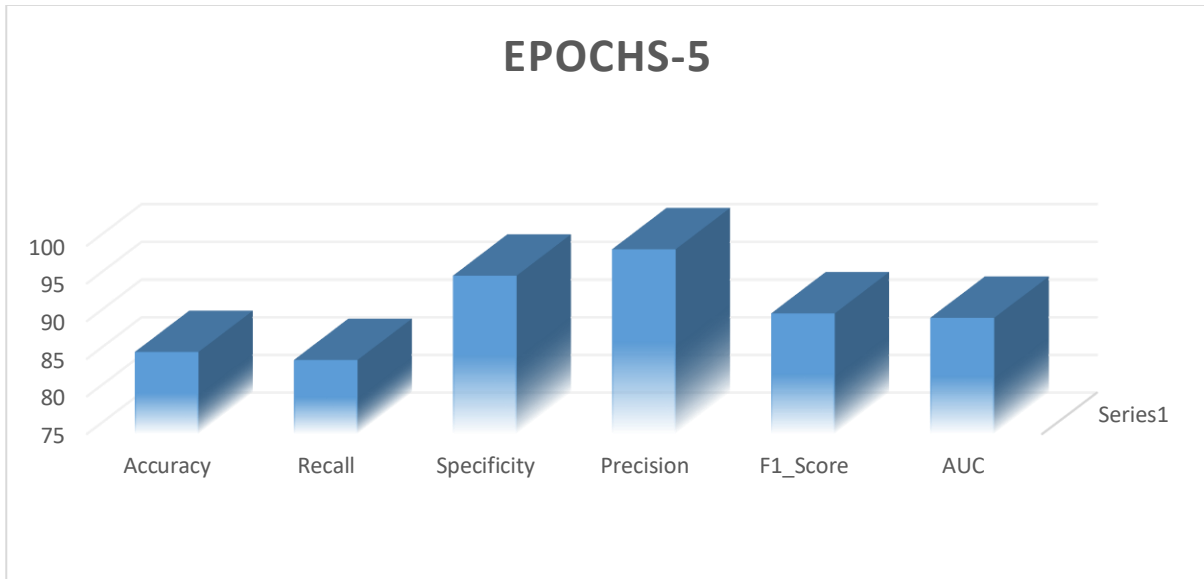 EPOCHS-5
100
95
90
85
80
75
Series1
Accuracy
Recall
Specificity
Precision
F1_Score
AUC